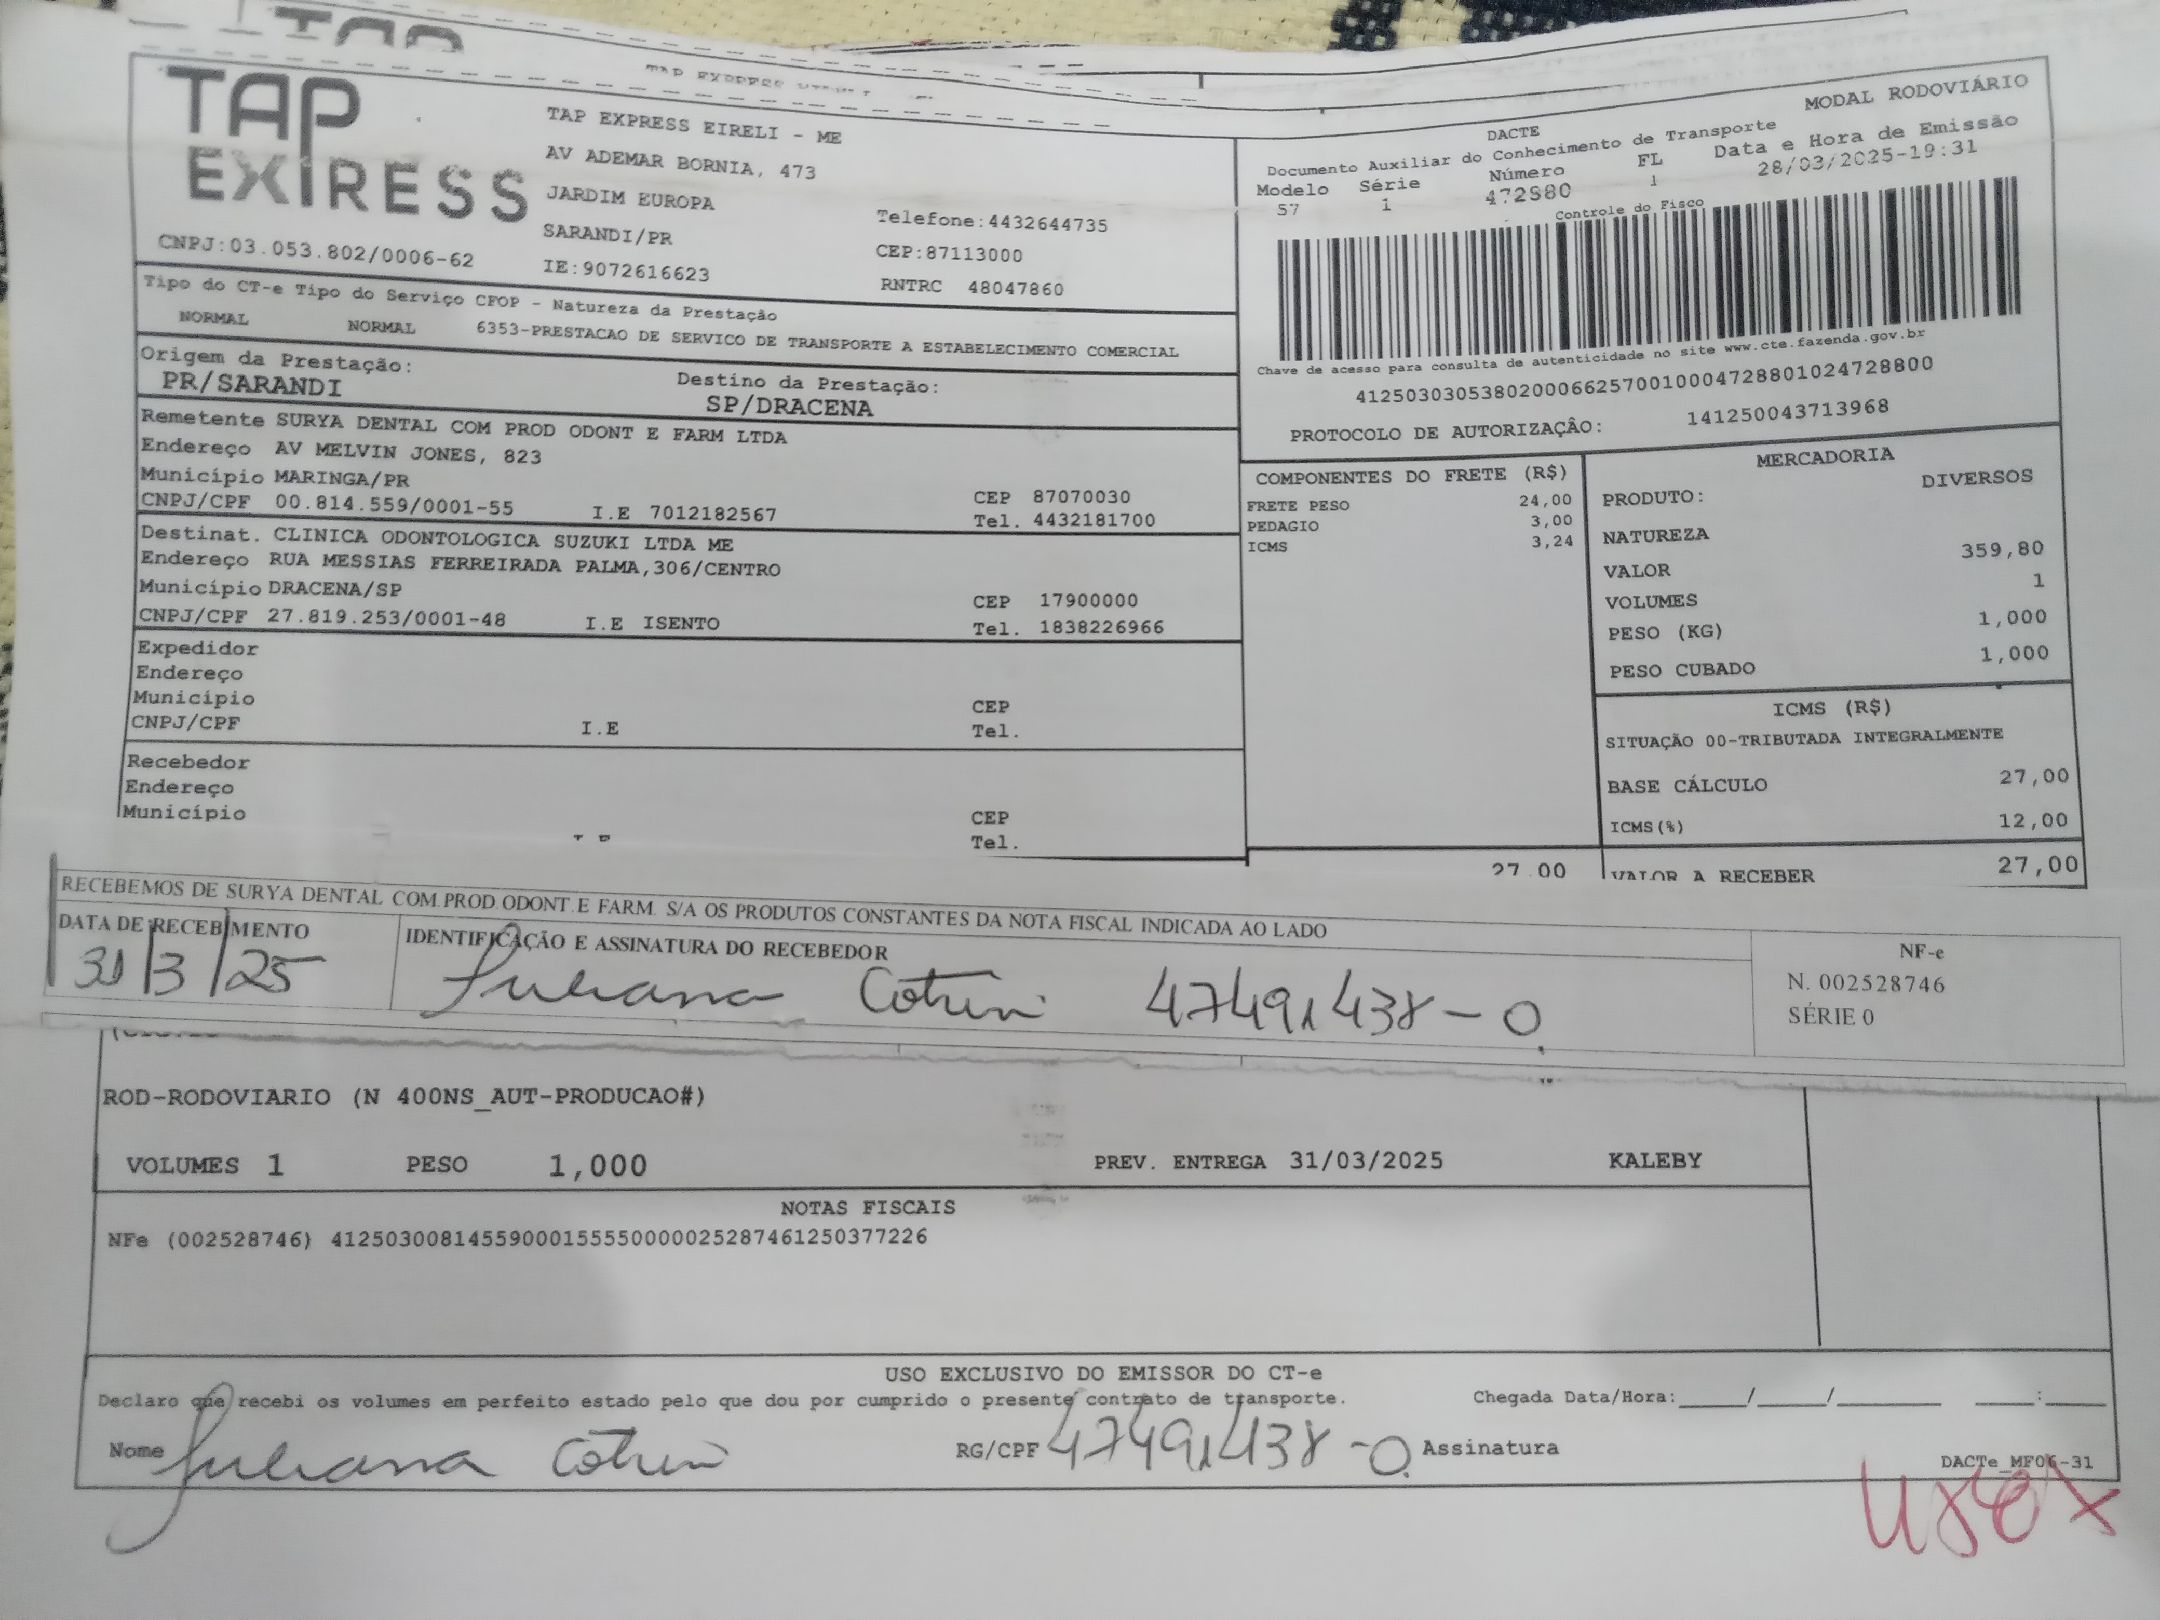 TAP
EXPRESS
TAP EXPRESS EIRELI - ME
AV ADEMAR BORNIA, 473
JARDIM EUROPA
SARANDI/PR
IE:9072616623
Telefone:4432644735
CEP:87113000
RNTRC 48047860
CNPJ:03.053.802/0006-62
MODAL RODOVIÁRIO
DACTE
Documento Auxiliar do Conhecimento de Transporte
Modelo Série Número FL Data e Hora de Emissão
57 1 472880 1 28/03/2025-19:31
Controle do Fisco
Chave de acesso para consulta de autenticidade no site www.cte.fazenda.gov.br
41250303053802000662570010004728801024728800
PROTOCOLO DE AUTORIZAÇÂO: 141250043713968
Tipo do CT-e Tipo do Serviço CFOP - Natureza da Prestação
NORMAL NORMAL 6353-PRESTACAO DE SERVICO DE TRANSPORTE A ESTABELECIMENTO COMERCIAL
Origem da Prestação: Destino da Prestação:
PR/SARANDI SP/DRACENA
Remetente SURYA DENTAL COM PROD ODONT E FARM LTDA
Endereço AV MELVIN JONES, 823
Município MARINGA/PR CEP 87070030
CNPJ/CPF 00.814.559/0001-55 I.E 7012182567 Tel. 4432181700
Destinat. CLINICA ODONTOLOGICA SUZUKI LTDA ME
Endereço RUA MESSIAS FERREIRADA PALMA,306/CENTRO
Município DRACENA/SP CEP 17900000
CNPJ/CPF 27.819.253/0001-48 I.E ISENTO Tel. 1838226966
Expedidor
Endereço
Município CEP
CNPJ/CPF I.E Tel.
Recebedor
Endereço
Município CEP
Tel.
COMPONENTES DO FRETE (R$)
FRETE PESO 24,00
PEDAGIO 3,00
ICMS 3,24
27,00
MERCADORIA
PRODUTO: DIVERSOS
NATUREZA
VALOR 359,80
VOLUMES 1
PESO (KG) 1,000
PESO CUBADO 1,000
ICMS (R$)
SITUAÇÃO 00-TRIBUTADA INTEGRALMENTE
BASE CÁLCULO 27,00
ICMS(%) 12,00
VALOR A RECEBER 27,00
RECEBEMOS DE SURYA DENTAL COM.PROD.ODONT.E FARM. S/A OS PRODUTOS CONSTANTES DA NOTA FISCAL INDICADA AO LADO
DATA DE RECEBIMENTO IDENTIFICAÇÃO E ASSINATURA DO RECEBEDOR
31/3/25 Juliana Cotrin 47491438-0
NF-e
N. 002528746
SÉRIE 0
ROD-RODOVIARIO (N 400NS_AUT-PRODUCAO#)
VOLUMES 1 PESO 1,000 PREV. ENTREGA 31/03/2025 KALEBY
NOTAS FISCAIS
NFe (002528746) 41250300814559000155550000025287461250377226
USO EXCLUSIVO DO EMISSOR DO CT-e
Declaro que recebi os volumes em perfeito estado pelo que dou por cumprido o presente contrato de transporte. Chegada Data/Hora:____/____/______ ____:____
Nome Juliana Cotrin RG/CPF 47491438-0 Assinatura
DACTe_MF06-31